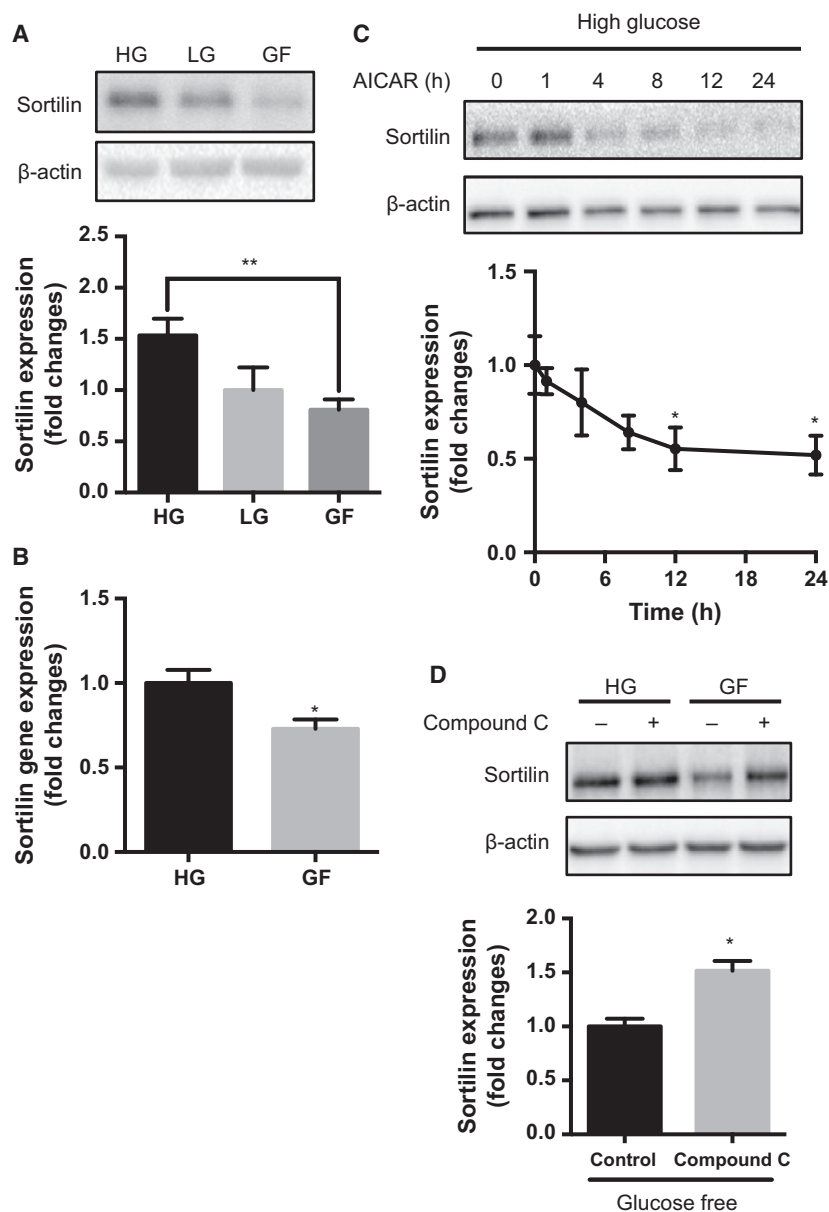 A
HG LG GF
Sortilin
β-actin
Sortilin expression
(fold changes)
2.5
2.0
1.5
1.0
0.5
0.0
**
HG LG GF
B
Sortilin gene expression
(fold changes)
1.5
1.0
0.5
0.0
*
HG GF
C
High glucose
AICAR (h) 0 1 4 8 12 24
Sortilin
β-actin
Sortilin expression
(fold changes)
1.5
1.0
0.5
0.0
* *
0 6 12 18 24
Time (h)
D
HG GF
Compound C – + – +
Sortilin
β-actin
Sortilin expression
(fold changes)
2.0
1.5
1.0
0.5
0.0
*
Control Compound C
Glucose free